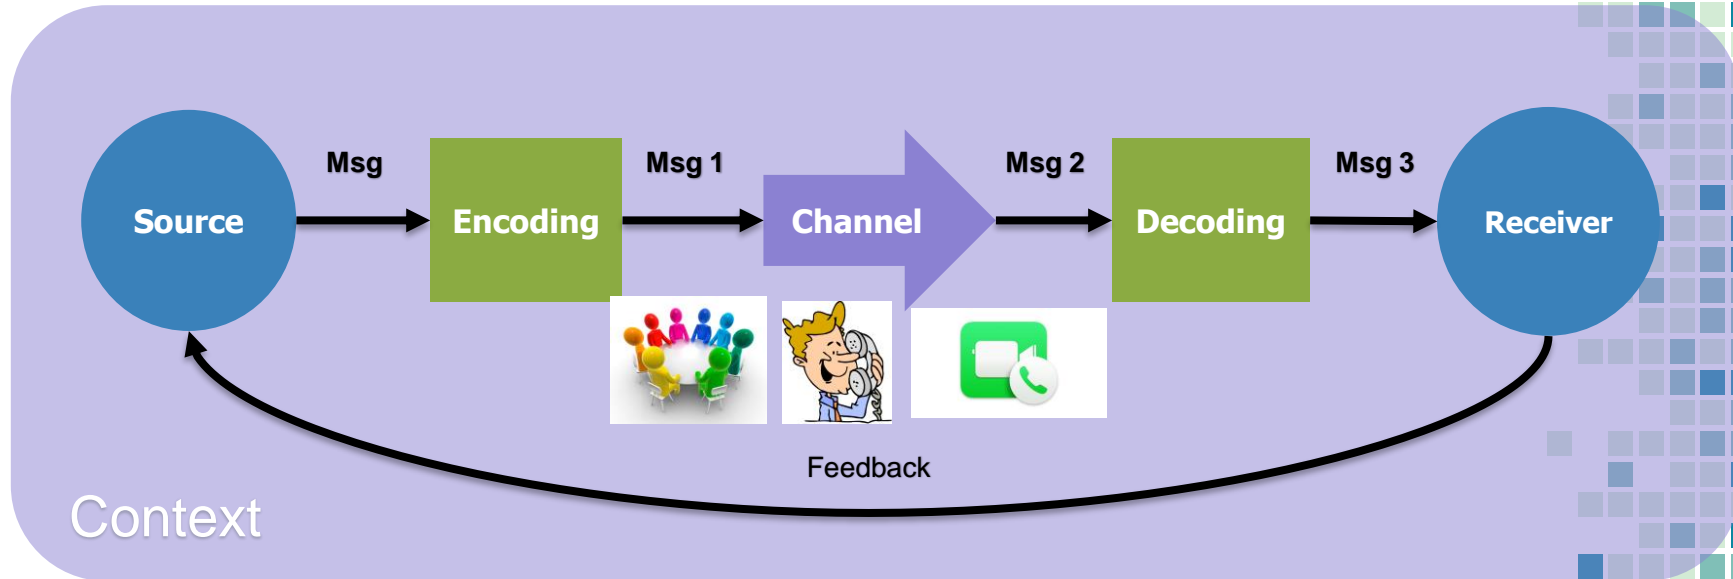 Msg
Msg 1
Msg 2
Msg 3
Source
Encoding
Channel
Decoding
Receiver
Feedback
Context